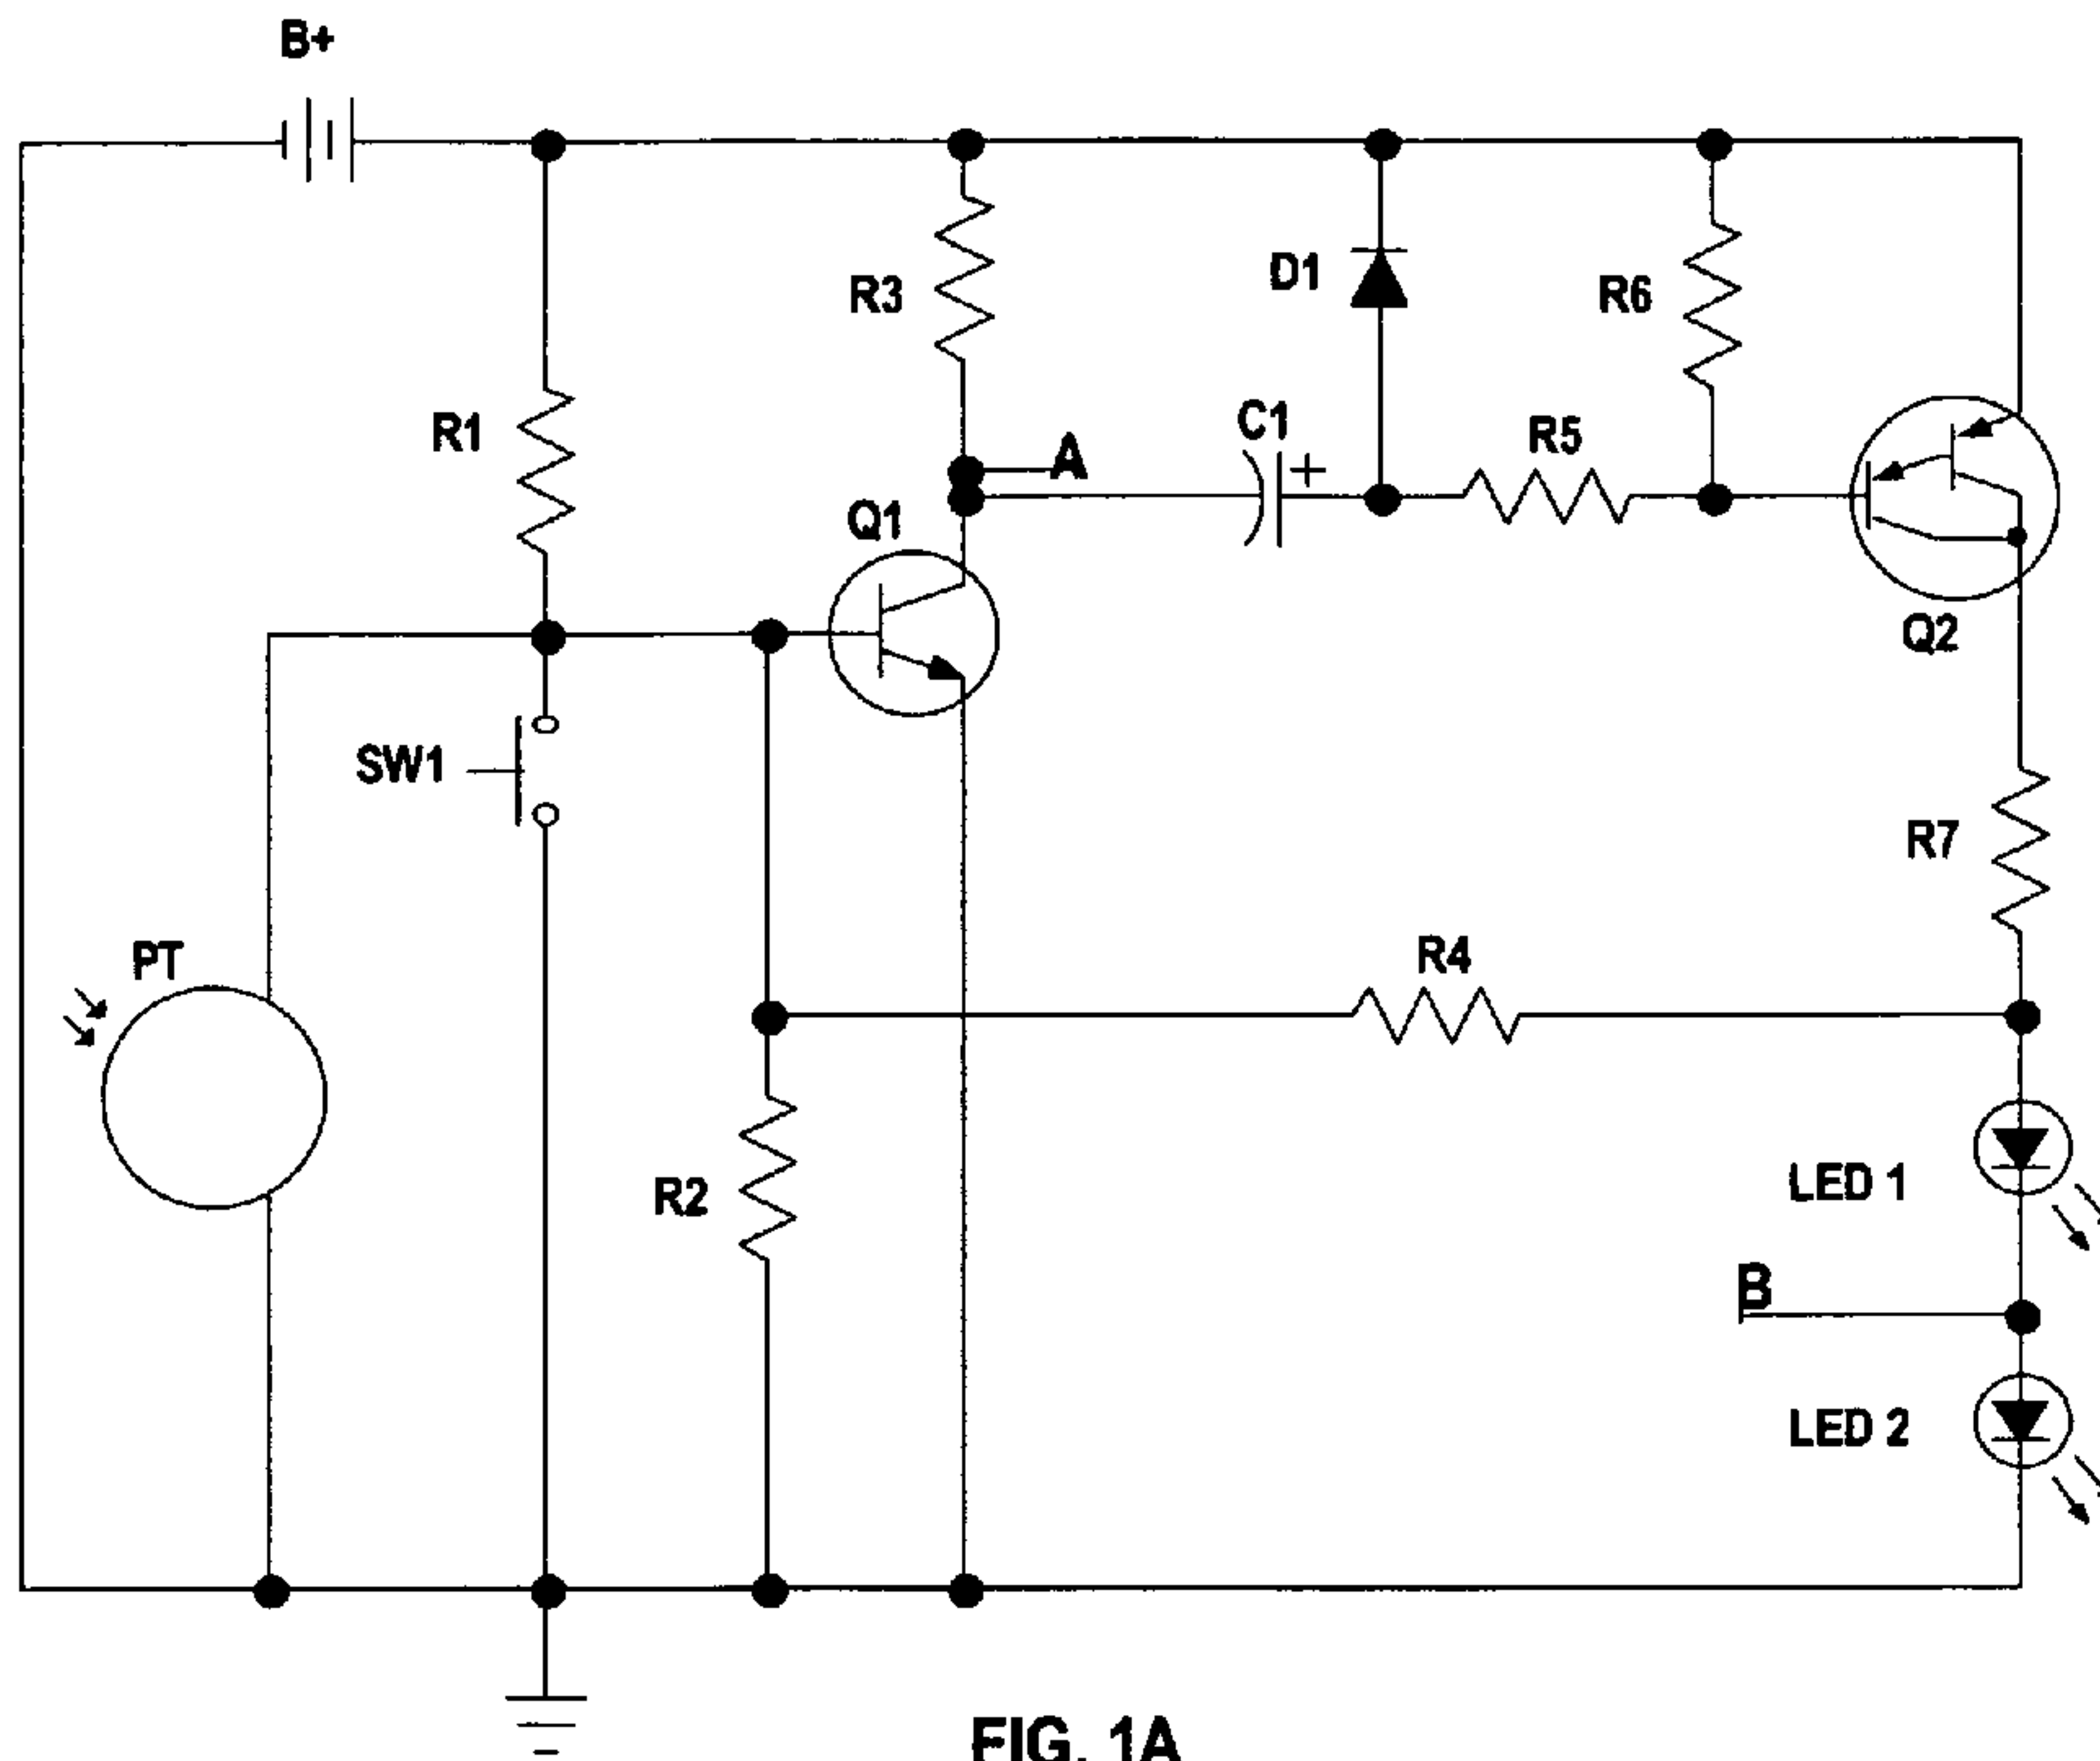 B+
D1
R3
R6
C1
R5
R1
A
Q1
Q2
SW1
R7
PT
R4
LED 1
R2
B
LED 2
FIG. 1A